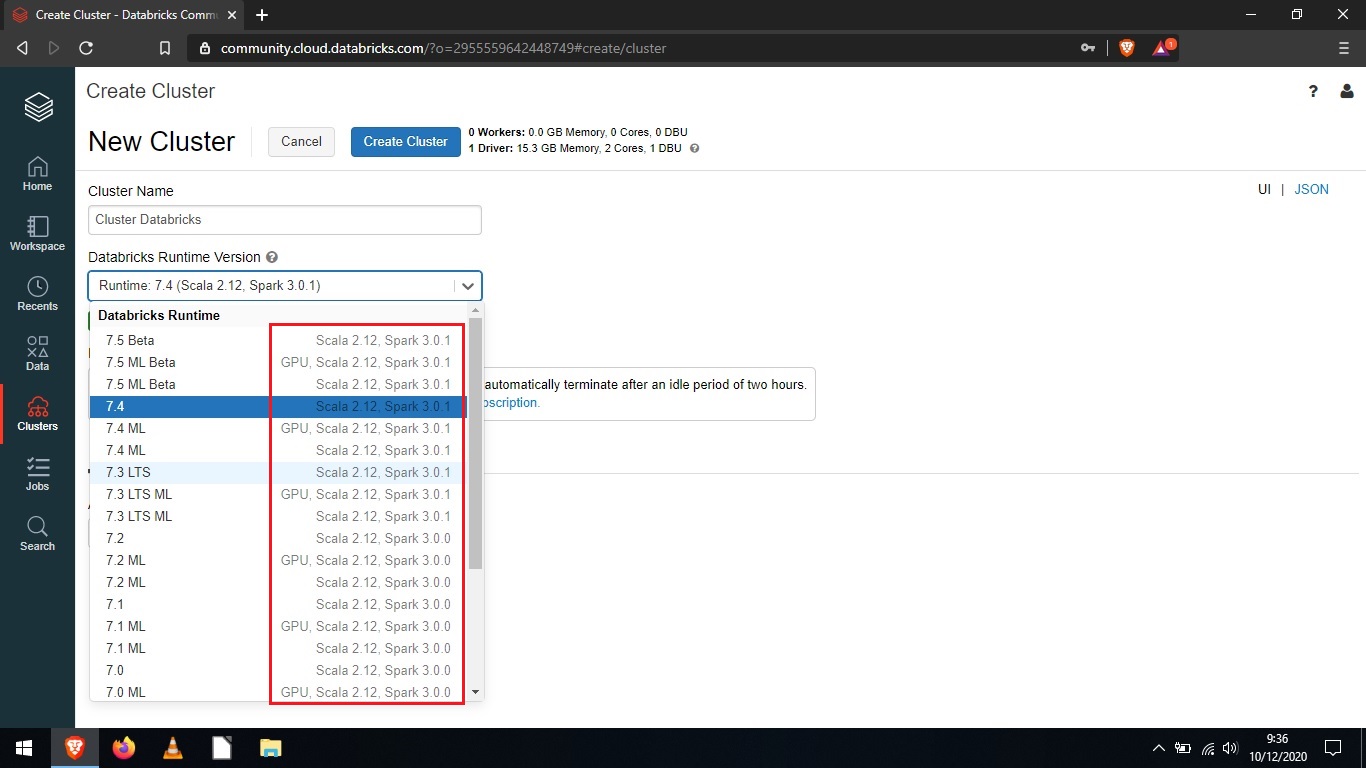 Create Cluster - Databricks Commu
community.cloud.databricks.com/?o=2955559642448749#create/cluster
1
Create Cluster
?
New Cluster
Cancel
Create Cluster
0 Workers: 0.0 GB Memory, 0 Cores, 0 DBU
1 Driver: 15.3 GB Memory, 2 Cores, 1 DBU ?
Home
Workspace
Recents
Data
Clusters
Jobs
Search
UI | JSON
Cluster Name
Cluster Databricks
Databricks Runtime Version ?
Runtime: 7.4 (Scala 2.12, Spark 3.0.1)
Databricks Runtime
7.5 Beta Scala 2.12, Spark 3.0.1
7.5 ML Beta GPU, Scala 2.12, Spark 3.0.1
7.5 ML Beta Scala 2.12, Spark 3.0.1
7.4 Scala 2.12, Spark 3.0.1
7.4 ML GPU, Scala 2.12, Spark 3.0.1
7.4 ML Scala 2.12, Spark 3.0.1
7.3 LTS Scala 2.12, Spark 3.0.1
7.3 LTS ML GPU, Scala 2.12, Spark 3.0.1
7.3 LTS ML Scala 2.12, Spark 3.0.1
7.2 Scala 2.12, Spark 3.0.0
7.2 ML GPU, Scala 2.12, Spark 3.0.0
7.2 ML Scala 2.12, Spark 3.0.0
7.1 Scala 2.12, Spark 3.0.0
7.1 ML GPU, Scala 2.12, Spark 3.0.0
7.1 ML Scala 2.12, Spark 3.0.0
7.0 Scala 2.12, Spark 3.0.0
7.0 ML GPU, Scala 2.12, Spark 3.0.0
automatically terminate after an idle period of two hours.
bscription.
9:36
10/12/2020